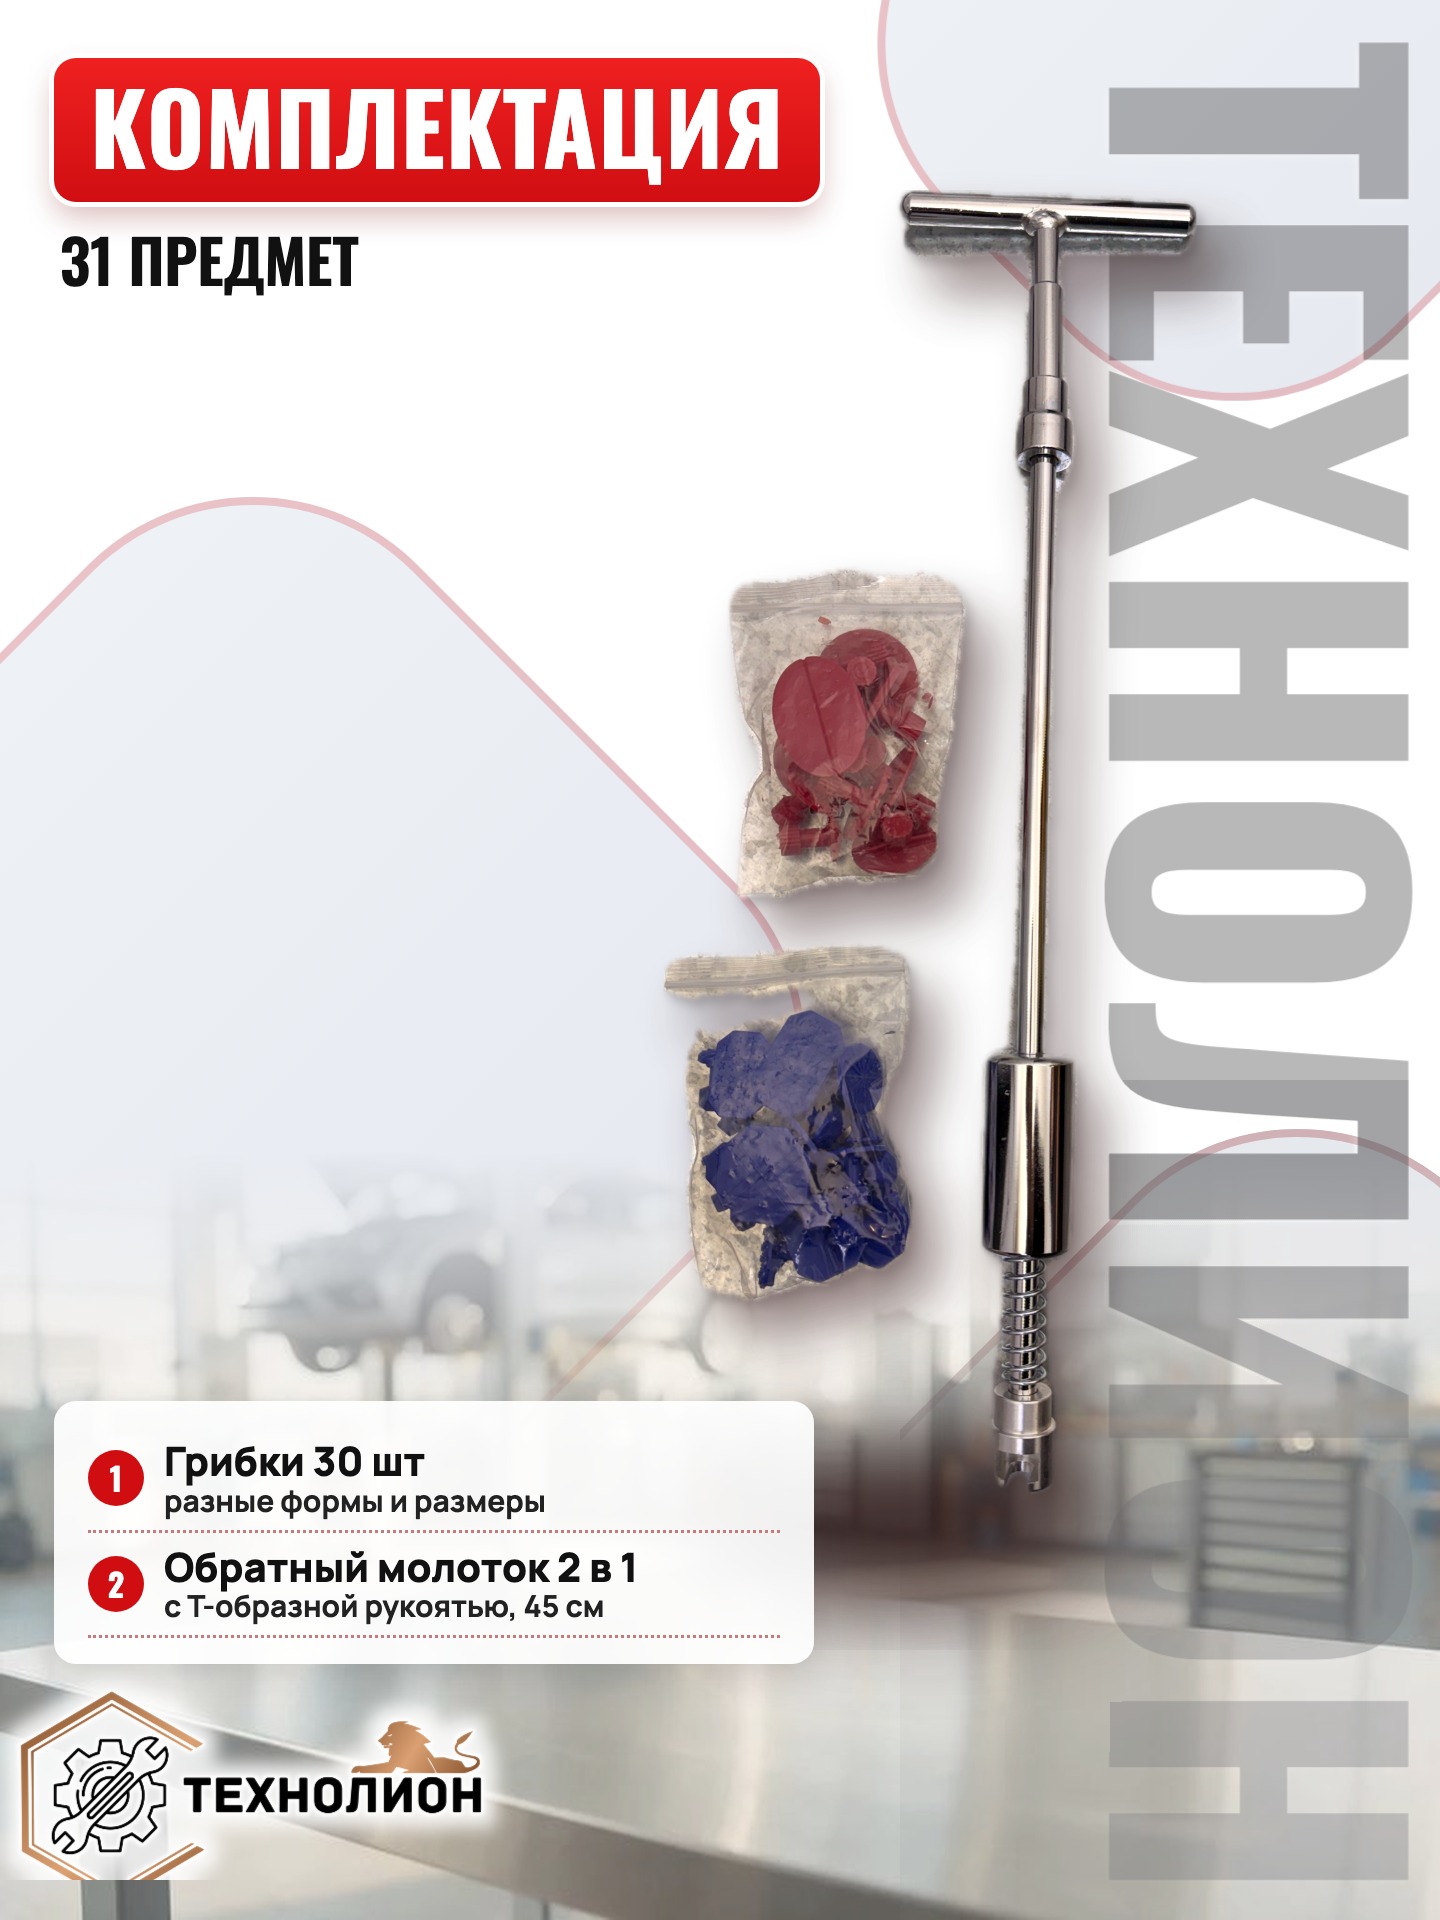 КОМПЛЕКТАЦИЯ
31 ПРЕДМЕТ
ТЕХНОЛИОН
1 Грибки 30 шт
разные формы и размеры
2 Обратный молоток 2 в 1
с Т-образной рукоятью, 45 см
ТЕХНОЛИОН